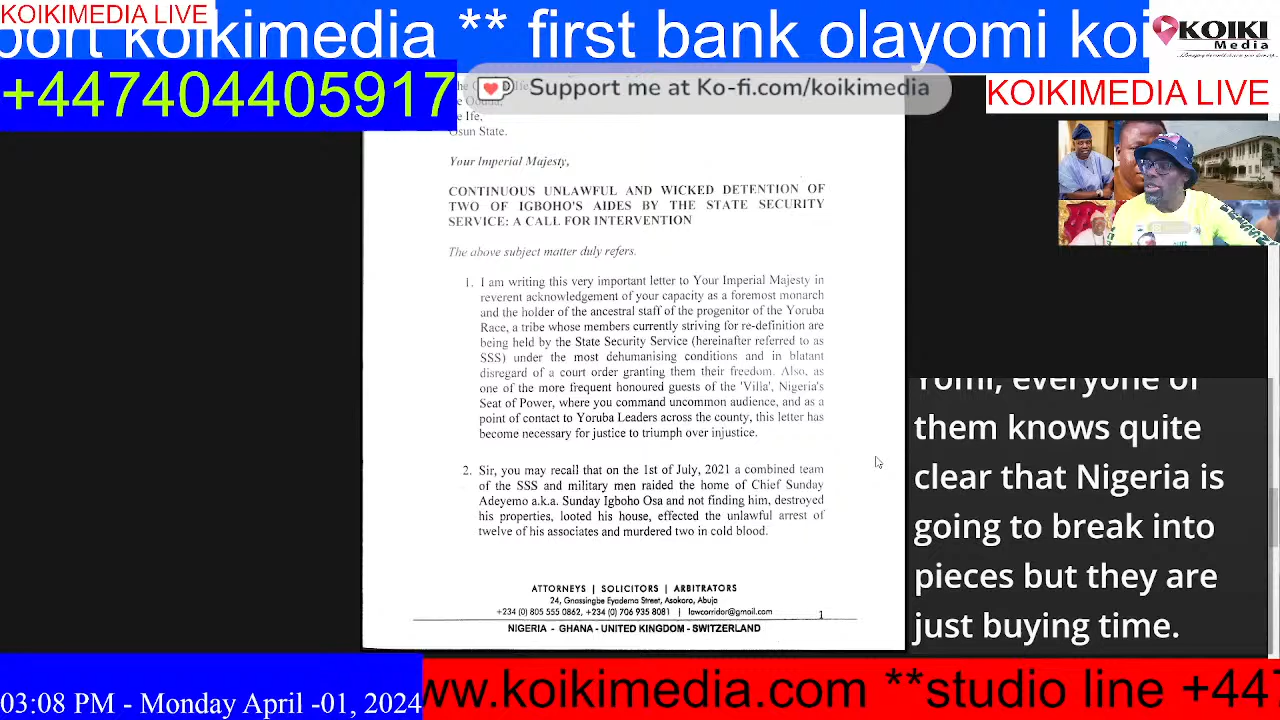 KOIKIMEDIA LIVE
port koikimedia ** first bank olayomi koi
KOIKI
Media
+447404405917
Support me at Ko-fi.com/koikimedia
KOIKIMEDIA LIVE
Osun State.
Your Imperial Majesty,
CONTINUOUS UNLAWFUL AND WICKED DETENTION OF
TWO OF IGBOHO'S AIDES BY THE STATE SECURITY
SERVICE: A CALL FOR INTERVENTION
The above subject matter duly refers.
1. I am writing this very important letter to Your Imperial Majesty in
reverent acknowledgement of your capacity as a foremost monarch
and the holder of the ancestral staff of the progenitor of the Yoruba
Race, a tribe whose members currently striving for re-definition are
being held by the State Security Service (hereinafter referred to as
SSS) under the most dehumanising conditions and in blatant
disregard of a court order granting them their freedom. Also, as
one of the more frequent honoured guests of the 'Villa', Nigeria's
Seat of Power, where you command uncommon audience, and as a
point of contact to Yoruba Leaders across the county, this letter has
become necessary for justice to triumph over injustice.
2. Sir, you may recall that on the 1st of July, 2021 a combined team
of the SSS and military men raided the home of Chief Sunday
Adeyemo a.k.a. Sunday Igboho Osa and not finding him, destroyed
his properties, looted his house, effected the unlawful arrest of
twelve of his associates and murdered two in cold blood.
ATTORNEYS | SOLICITORS | ARBITRATORS
24, Gnassingbe Eyadema Street, Asokoro, Abuja
+234 (0) 805 555 0862, +234 (0) 706 935 8081 | lawcorridor@gmail.com
1
NIGERIA - GHANA - UNITED KINGDOM - SWITZERLAND
Yomi, everyone of
them knows quite
clear that Nigeria is
going to break into
pieces but they are
just buying time.
03:08 PM - Monday April -01, 2024
www.koikimedia.com **studio line +447